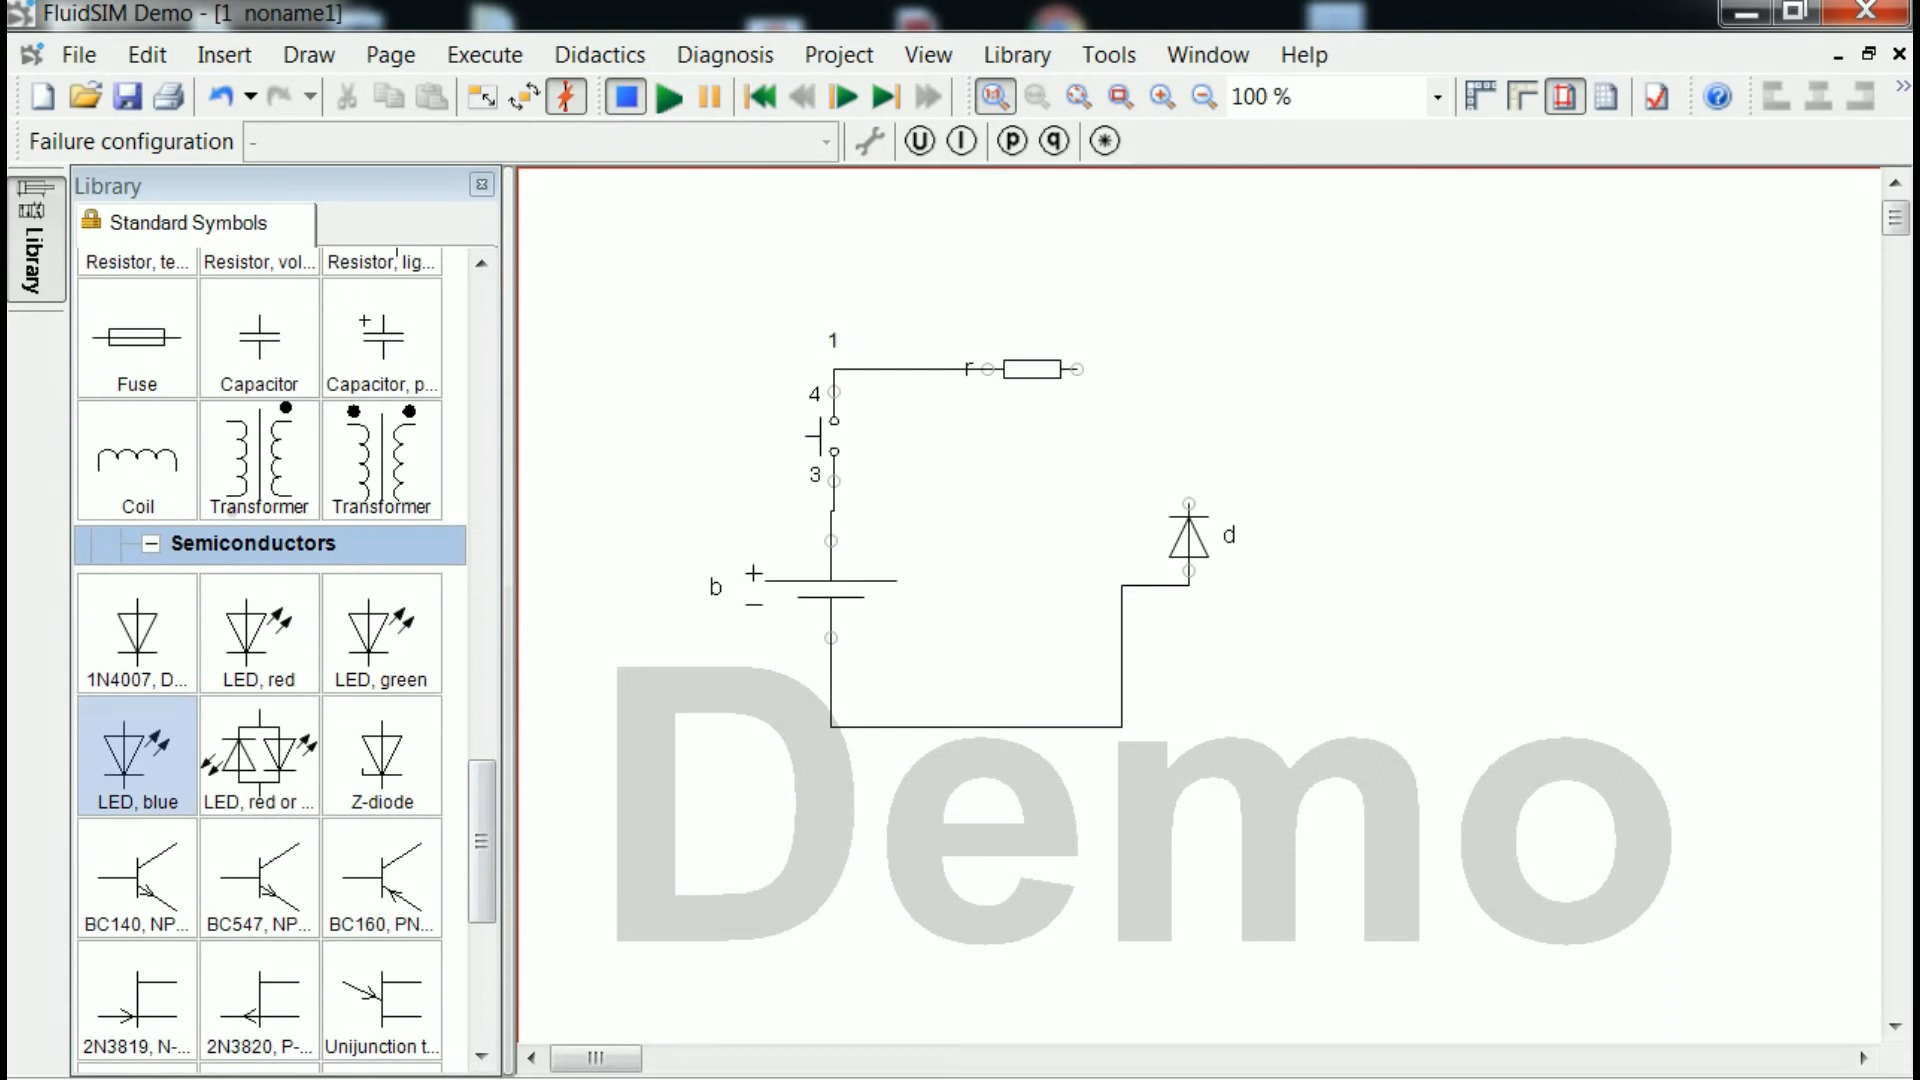 FluidSIM Demo - [1  noname1]
File Edit Insert Draw Page Execute Didactics Diagnosis Project View Library Tools Window Help
100 %
Failure configuration -
U I p q *
Library
Library
Standard Symbols
Resistor, te... Resistor, vol... Resistor, lig...
Fuse Capacitor Capacitor, p...
Coil Transformer Transformer
Semiconductors
1N4007, D... LED, red LED, green
LED, blue LED, red or ... Z-diode
BC140, NP... BC547, NP... BC160, PN...
2N3819, N-... 2N3820, P-... Unijunction t...
1
r
4
3
d
b
+
−
Demo